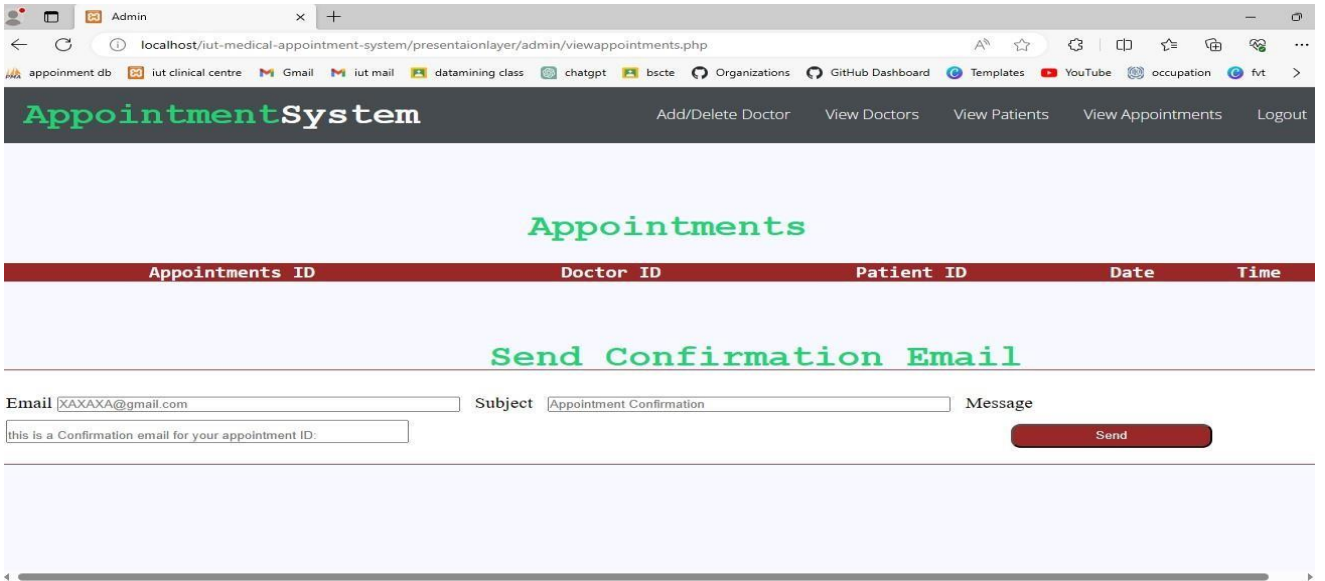 Admin
localhost/iut-medical-appointment-system/presentaionlayer/admin/viewappointments.php
appoinment db iut clinical centre Gmail iut mail datamining class chatgpt bscte Organizations GitHub Dashboard Templates YouTube occupation fvt
AppointmentSystem Add/Delete Doctor View Doctors View Patients View Appointments Logout
Appointments
Appointments ID Doctor ID Patient ID Date Time
Send Confirmation Email
Email XAXAXA@gmail.com Subject Appointment Confirmation Message
this is a Confirmation email for your appointment ID: Send